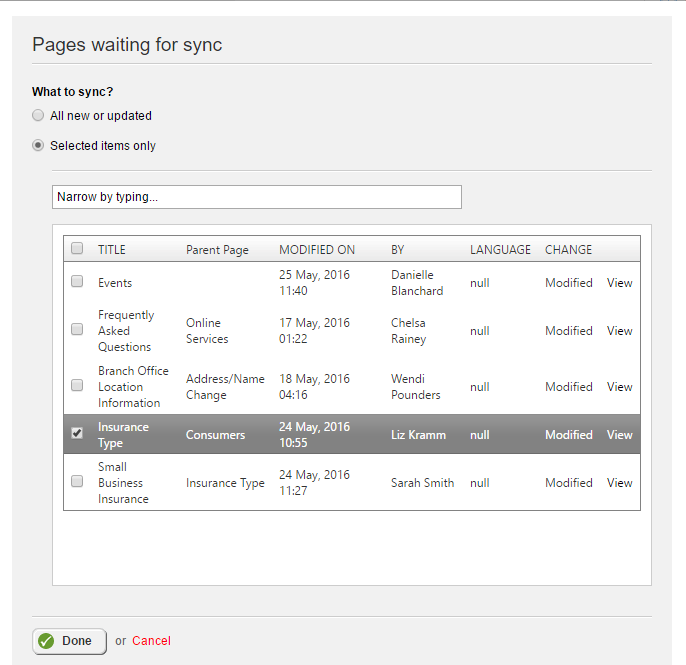 Pages waiting for sync
What to sync?
All new or updated
Selected items only
Narrow by typing...
TITLE Parent Page MODIFIED ON BY LANGUAGE CHANGE
Events 25 May, 2016 11:40 Danielle Blanchard null Modified View
Frequently Asked Questions Online Services 17 May, 2016 01:22 Chelsa Rainey null Modified View
Branch Office Location Information Address/Name Change 18 May, 2016 04:16 Wendi Pounders null Modified View
Insurance Type Consumers 24 May, 2016 10:55 Liz Kramm null Modified View
Small Business Insurance Insurance Type 24 May, 2016 11:27 Sarah Smith null Modified View
Done or Cancel